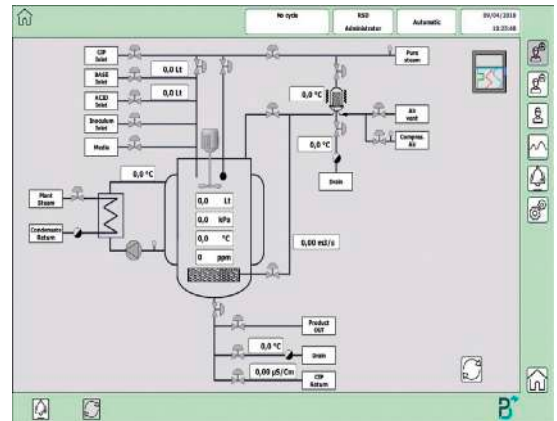 No cycle
RSD
Administrator
Automatic
09/04/2018
10:23:48
CIP
Inlet
BASE
Inlet
0,0 Lt
ACID
Inlet
0,0 Lt
Inoculum
Inlet
Media
Pure
steam
0,0 °C
Air
vent
Compres.
Air
0,0 °C
Drain
0,0 °C
Plant
Steam
Condensate
Return
0,0 Lt
0,0 kPa
0,0 °C
0 ppm
0,00 m3/s
Product
OUT
0,0 °C
Drain
0,00 µS/Cm
CIP
Return